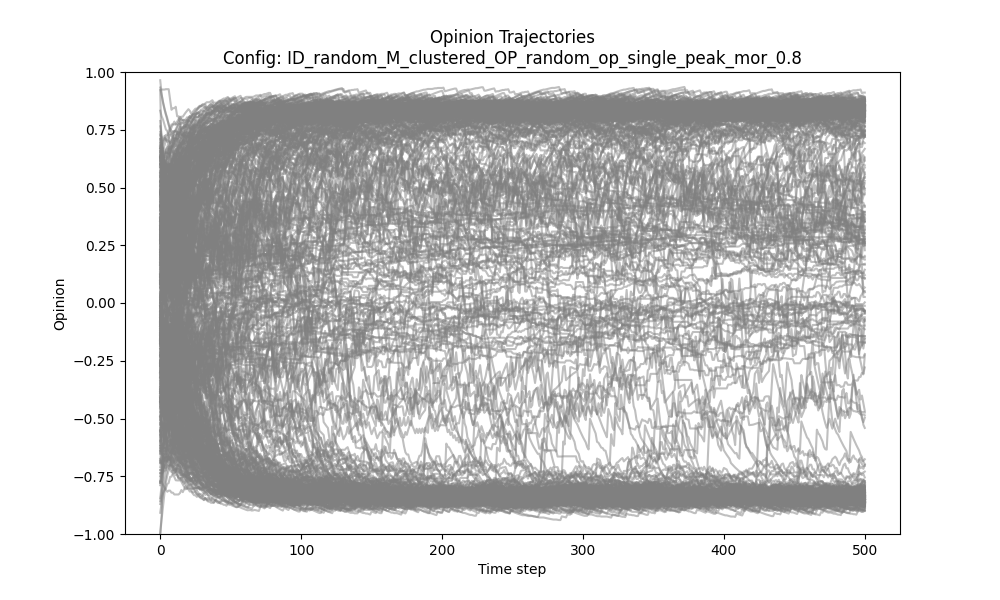 Opinion Trajectories
Config: ID_random_M_clustered_OP_random_op_single_peak_mor_0.8
1.00
0.75
0.50
0.25
0.00
−0.25
−0.50
−0.75
−1.00
Opinion
0 100 200 300 400 500
Time step